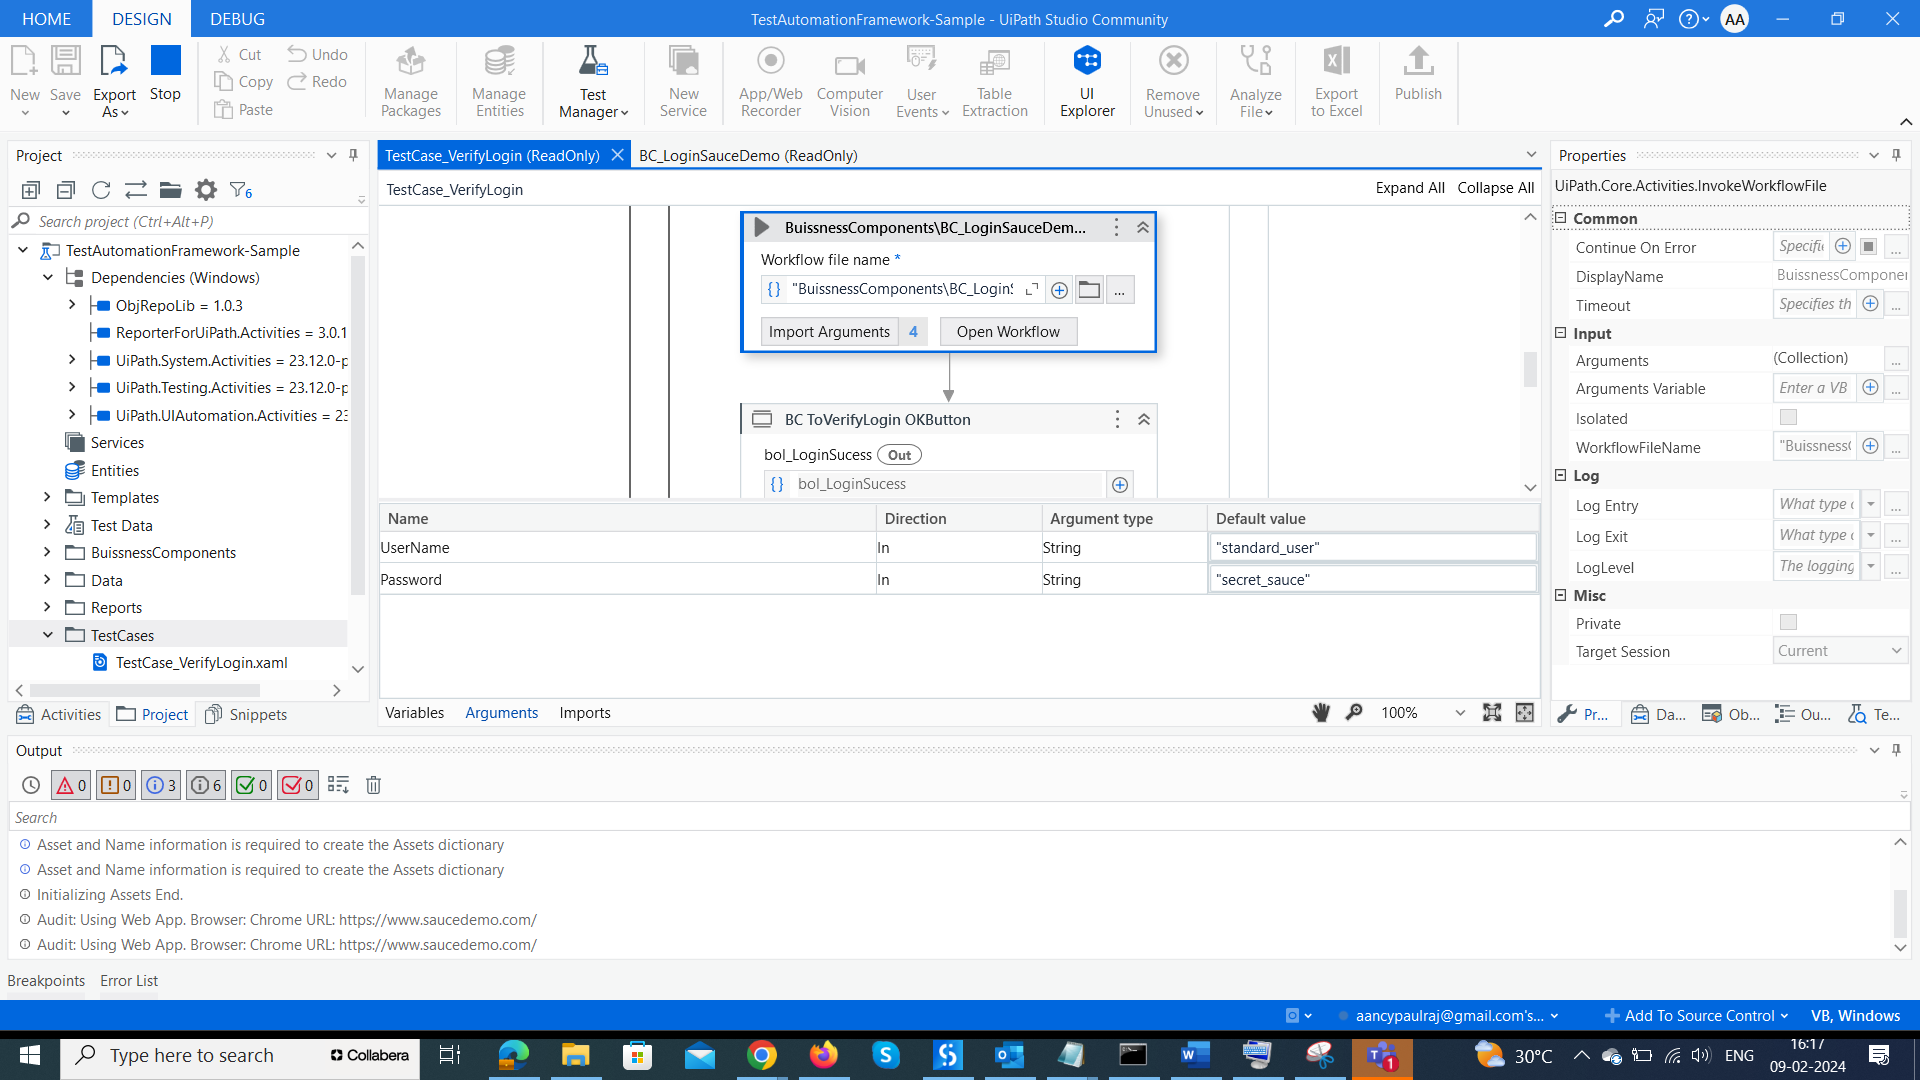 HOME DESIGN DEBUG TestAutomationFramework-Sample - UiPath Studio Community AA
New Save Export As Stop Cut Copy Paste Undo Redo Manage Packages Manage Entities Test Manager New Service App/Web Recorder Computer Vision User Events Table Extraction UI Explorer Remove Unused Analyze File Export to Excel Publish
Project
6
Search project (Ctrl+Alt+P)
TestAutomationFramework-Sample
Dependencies (Windows)
ObjRepoLib = 1.0.3
ReporterForUiPath.Activities = 3.0.1
UiPath.System.Activities = 23.12.0-p
UiPath.Testing.Activities = 23.12.0-p
UiPath.UIAutomation.Activities = 23
Services
Entities
Templates
Test Data
BuissnessComponents
Data
Reports
TestCases
TestCase_VerifyLogin.xaml
Activities Project Snippets
TestCase_VerifyLogin (ReadOnly) BC_LoginSauceDemo (ReadOnly)
TestCase_VerifyLogin Expand All Collapse All
BuissnessComponents\BC_LoginSauceDem...
Workflow file name *
{} "BuissnessComponents\BC_LoginS ...
Import Arguments 4 Open Workflow
BC ToVerifyLogin OKButton
bol_LoginSucess Out
{} bol_LoginSucess
Name Direction Argument type Default value
UserName In String "standard_user"
Password In String "secret_sauce"
Variables Arguments Imports 100%
Properties
UiPath.Core.Activities.InvokeWorkflowFile
Common
Continue On Error Specifi ...
DisplayName BuissnessComponen
Timeout Specifies th ...
Input
Arguments (Collection) ...
Arguments Variable Enter a VB ...
Isolated
WorkflowFileName "BuissnessC ...
Log
Log Entry What type o ...
Log Exit What type o ...
LogLevel The logging ...
Misc
Private
Target Session Current
Pr... Da... Ob... Ou... Te...
Output
0 0 3 6 0 0
Search
Asset and Name information is required to create the Assets dictionary
Asset and Name information is required to create the Assets dictionary
Initializing Assets End.
Audit: Using Web App. Browser: Chrome URL: https://www.saucedemo.com/
Audit: Using Web App. Browser: Chrome URL: https://www.saucedemo.com/
Breakpoints Error List
aancypaulraj@gmail.com's... Add To Source Control VB, Windows
Type here to search Collabera 1 30°C ENG 16:17
09-02-2024